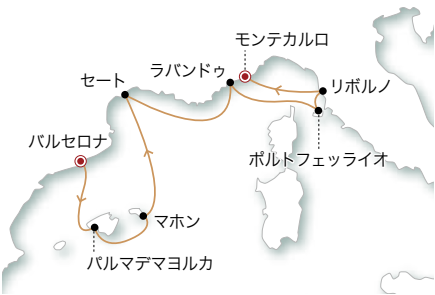 モンテカルロ
ラバンドゥ
セート
リボルノ
バルセロナ
ポルトフェッライオ
マホン
パルマデマヨルカ